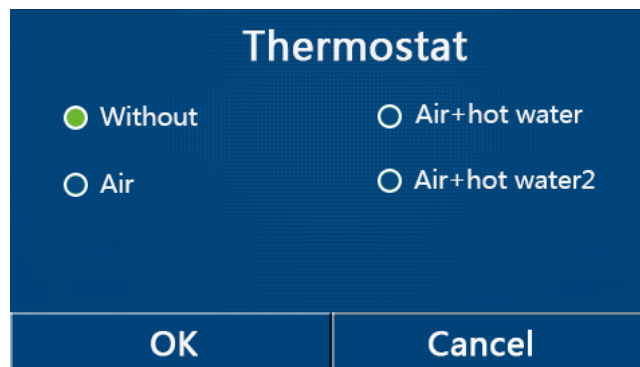 Thermostat
Without
Air+hot water
Air
Air+hot water2
OK
Cancel